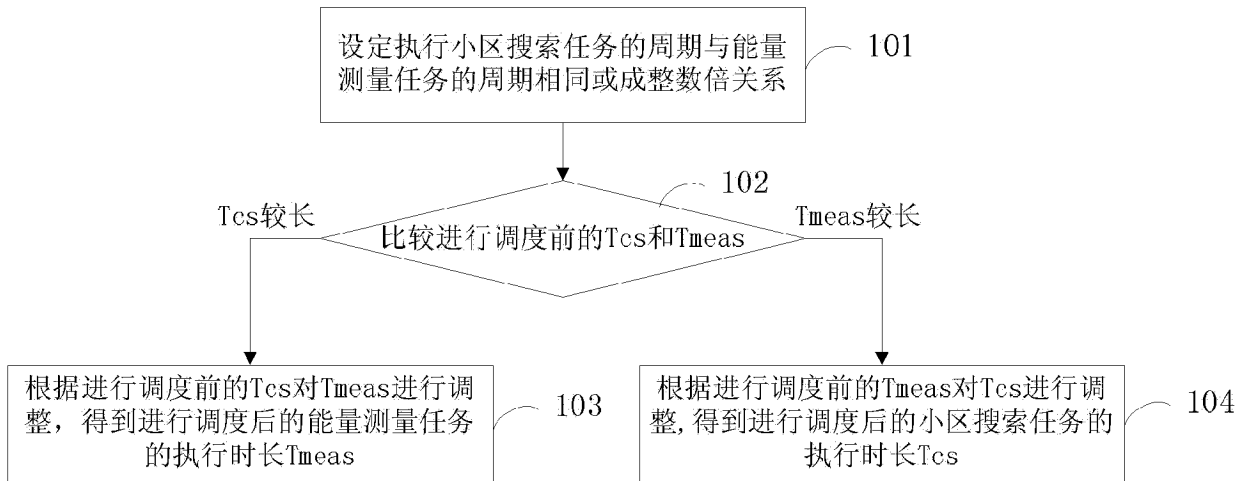 设定执行小区搜索任务的周期与能量
测量任务的周期相同或成整数倍关系
101
102
Tcs较长
Tmeas较长
比较进行调度前的Tcs和Tmeas
根据进行调度前的Tcs对Tmeas进行调
整，得到进行调度后的能量测量任务
的执行时长Tmeas
103
根据进行调度前的Tmeas对Tcs进行调
整,得到进行调度后的小区搜索任务的
执行时长Tcs
104